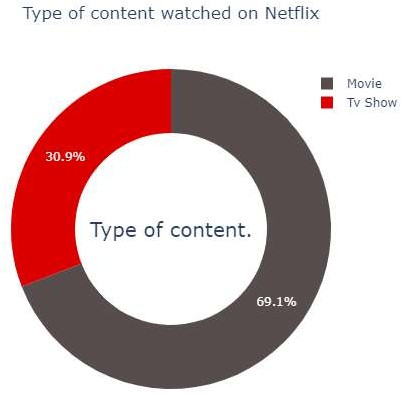 Type of content watched on Netflix
Movie
Tv Show
30.9%
Type of content.
69.1%